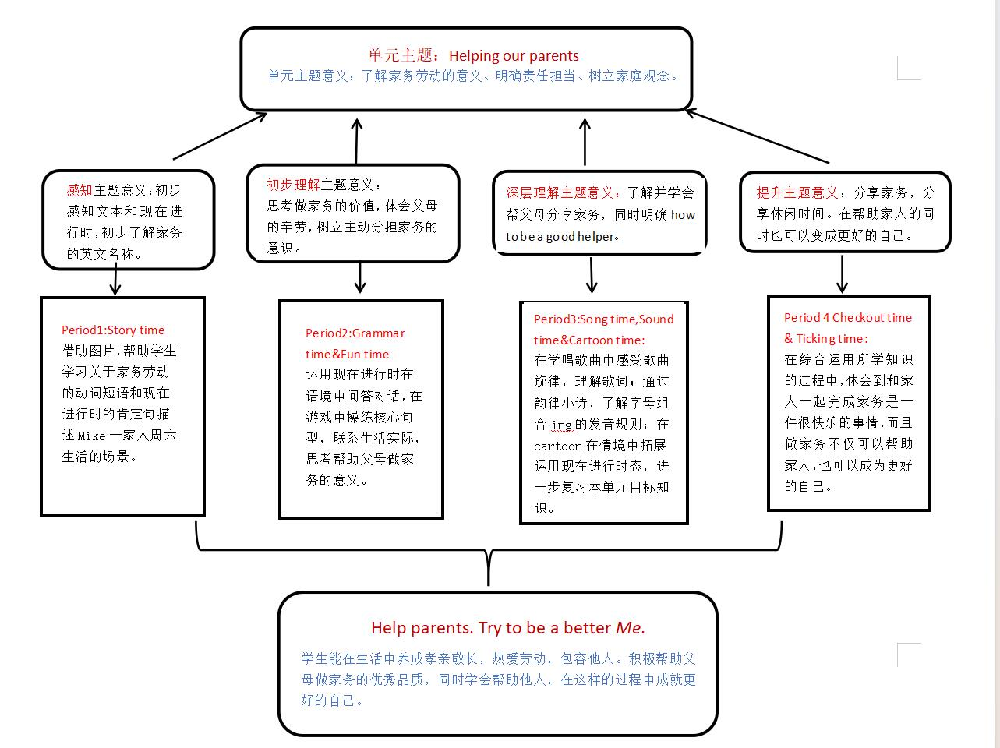 单元主题：Helping our parents
单元主题意义：了解家务劳动的意义、明确责任担当、树立家庭观念。
感知主题意义:初步
感知文本和现在进
行时,初步了解家务
的英文名称。
初步理解主题意义：
思考做家务的价值,体会父母
的辛劳,树立主动分担家务的
意识。
深层理解主题意义：了解并学会
帮父母分享家务，同时明确 how
to be a good helper。
提升主题意义：分享家务，分
享休闲时间。在帮助家人的同
时也可以变成更好的自己。
Period1:Story time
借助图片,帮助学生
学习关于家务劳动
的动词短语和现在
进行时的肯定句描
述 Mike 一家人周六
生活的场景。
Period2:Grammar
time&Fun time
运用现在进行时在
语境中问答对话,在
游戏中操练核心句
型，联系生活实际，
思考帮助父母做家
务的意义。
Period3:Song time,Sound
time&Cartoon time:
在学唱歌曲中感受歌曲
旋律，理解歌词；通过
韵律小诗，了解字母组
合 ing 的发音规则；在
cartoon 在情境中拓展
运用现在进行时态，进
一步复习本单元目标知
识。
Period 4 Checkout time
& Ticking time:
在综合运用所学知识
的过程中,体会到和家
人一起完成家务是一
件很快乐的事情,而且
做家务不仅可以帮助
家人,也可以成为更好
的自己。
Help parents. Try to be a better Me.
学生能在生活中养成孝亲敬长，热爱劳动，包容他人。积极帮助父
母做家务的优秀品质，同时学会帮助他人，在这样的过程中成就更
好的自己。